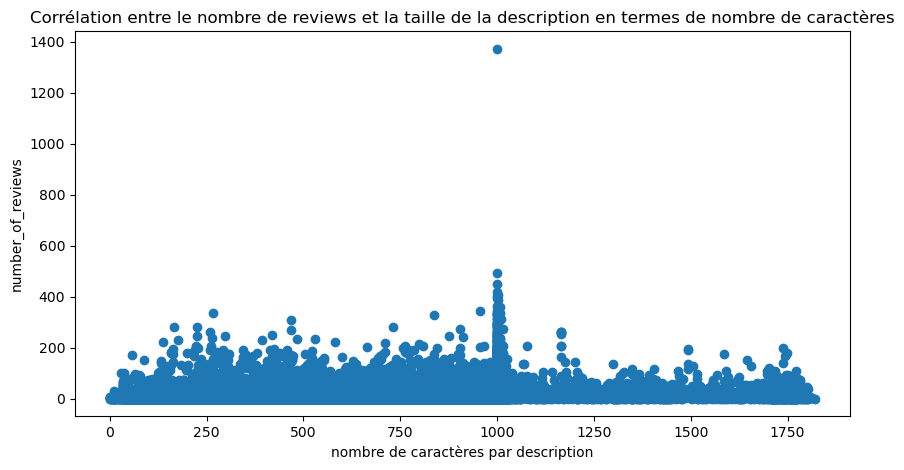 Corrélation entre le nombre de reviews et la taille de la description en termes de nombre de caractères
1400
1200
1000
800
600
400
200
0
number_of_reviews
0 250 500 750 1000 1250 1500 1750
nombre de caractères par description